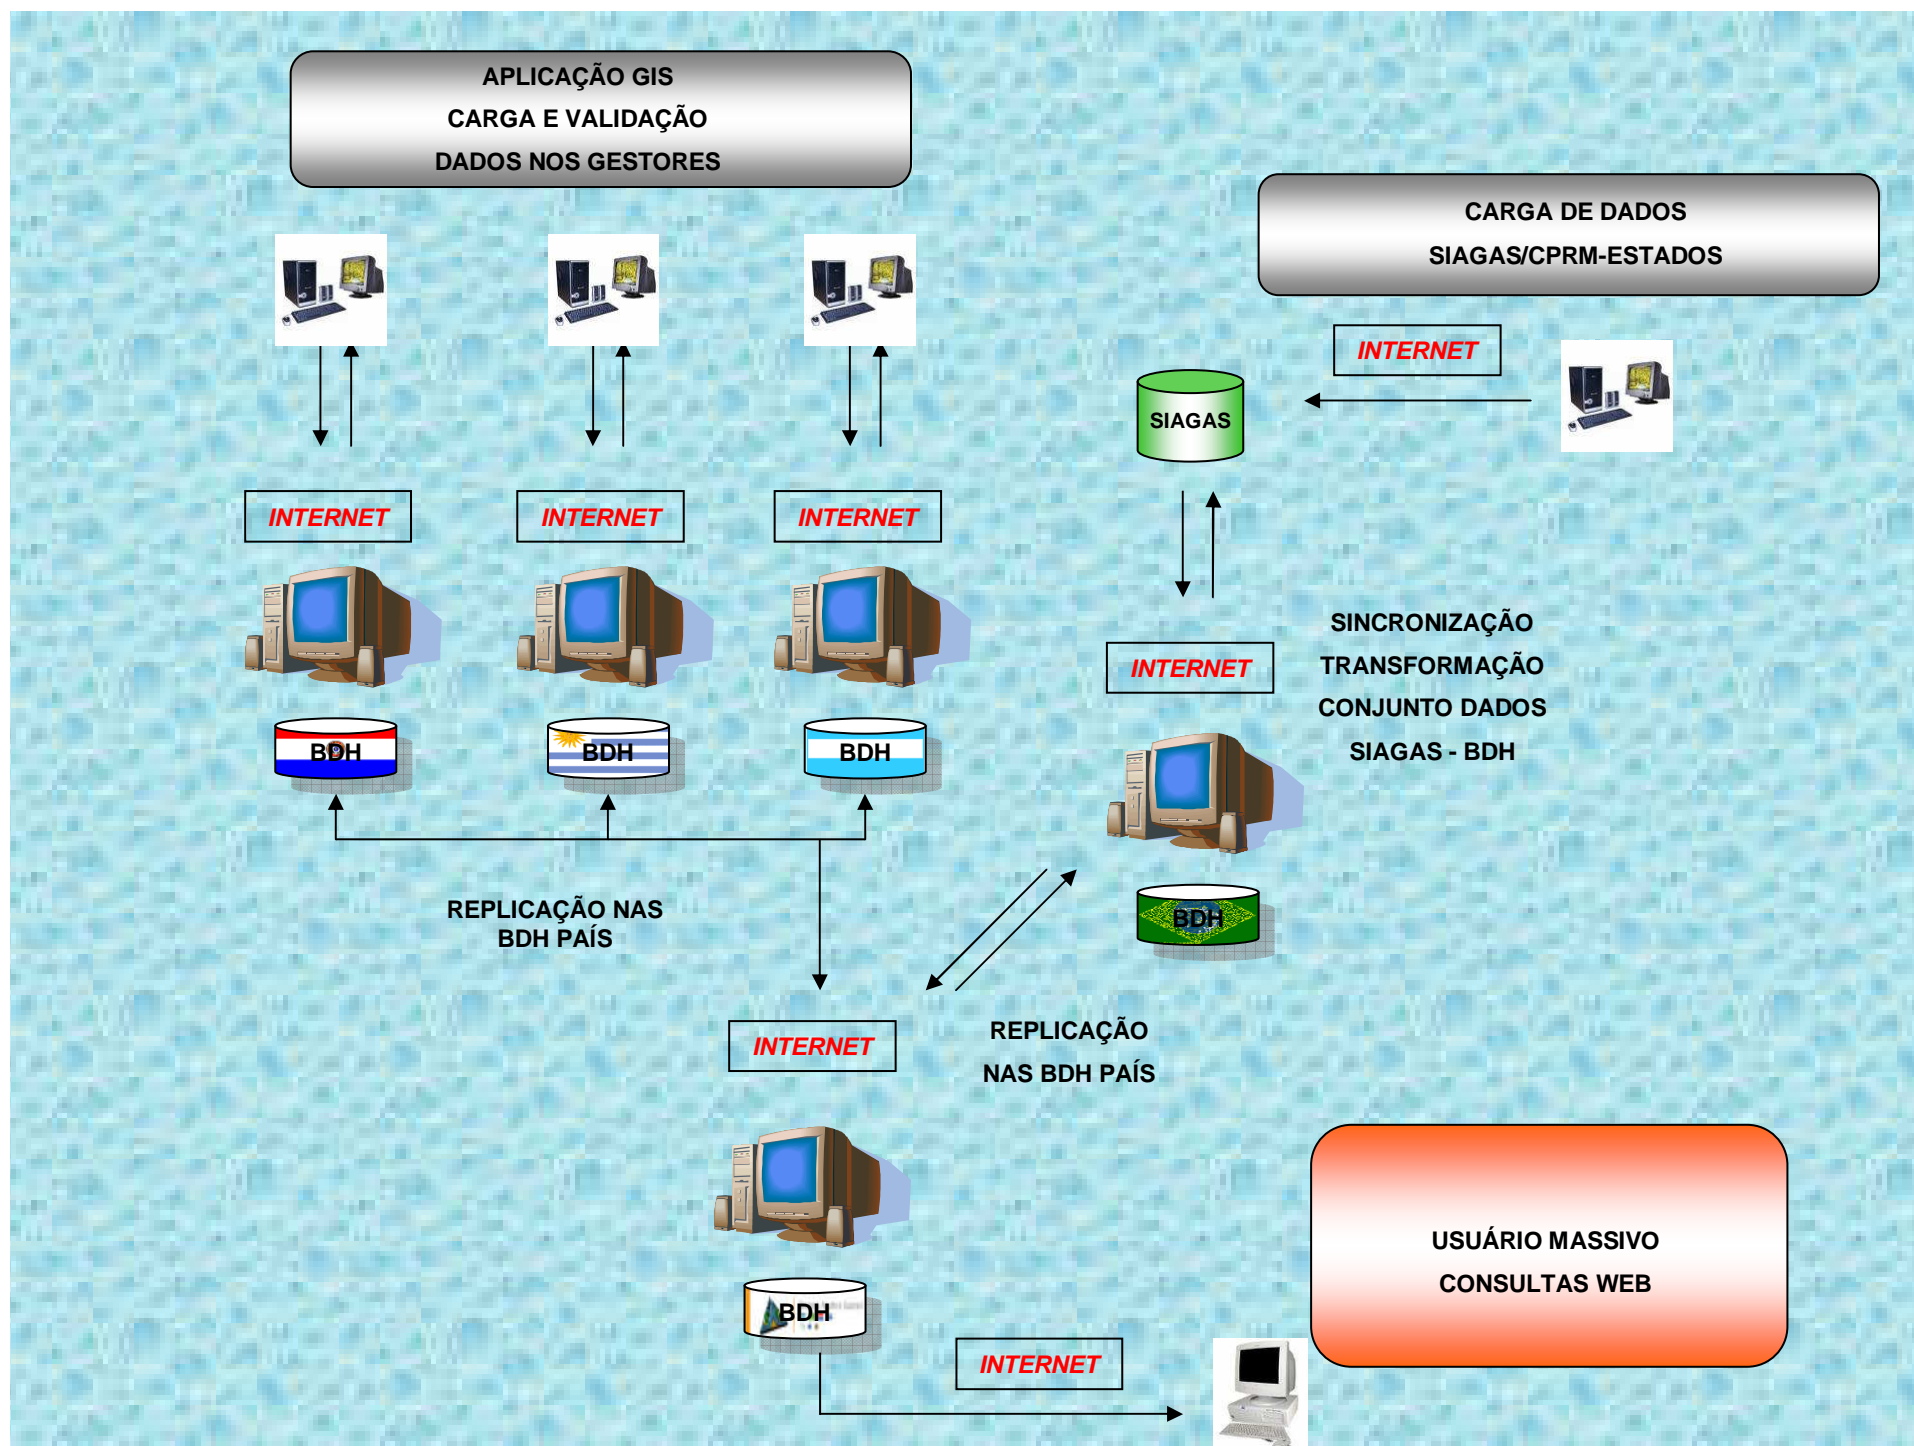 APLICAÇÃO GIS
CARGA E VALIDAÇÃO
DADOS NOS GESTORES
CARGA DE DADOS
SIAGAS/CPRM-ESTADOS
INTERNET
SIAGAS
INTERNET
INTERNET
INTERNET
SINCRONIZAÇÃO
TRANSFORMAÇÃO
CONJUNTO DADOS
SIAGAS - BDH
INTERNET
BDH
BDH
BDH
BDH
REPLICAÇÃO NAS
BDH PAÍS
INTERNET
REPLICAÇÃO
NAS BDH PAÍS
USUÁRIO MASSIVO
CONSULTAS WEB
BDH
INTERNET